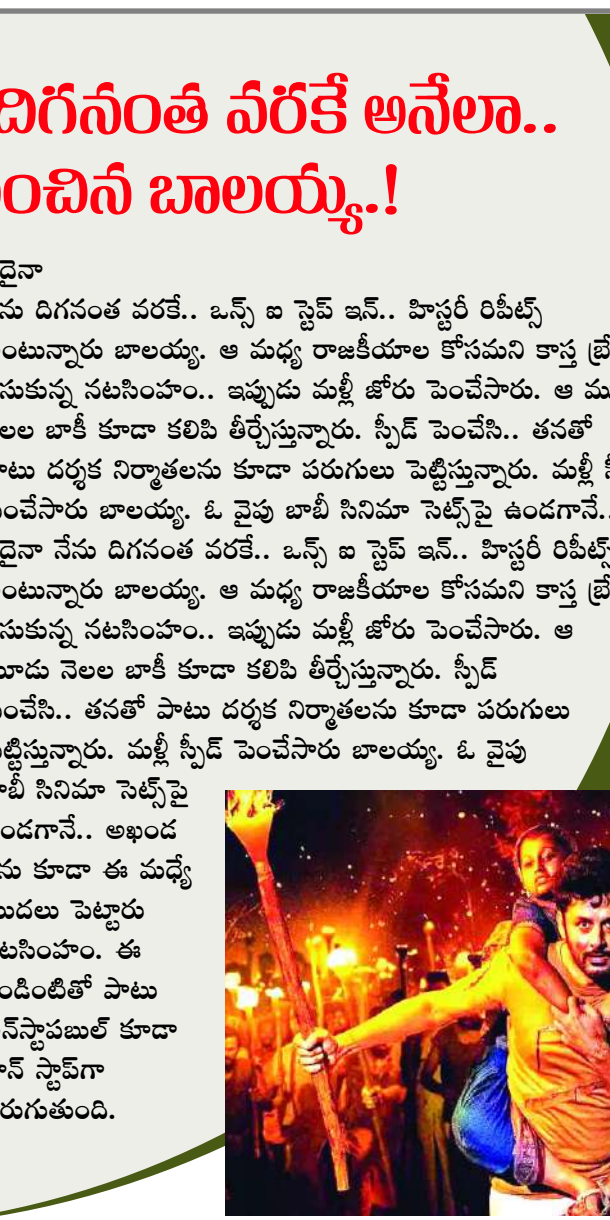 దిగనంత వరకే అనేలా..
ంచిన బాలయ్య.!
దైనా
ను దిగనంత వరకే.. ఒన్స్ ఐ స్టెప్ ఇన్.. హిస్టరీ రిపీట్స్
ంటున్నారు బాలయ్య. ఆ మధ్య రాజకీయాల కోసమని కాస్త బ్రే
సుకున్న నటసింహం.. ఇప్పుడు మళ్లీ జోరు పెంచేసారు. ఆ ము
లల బాకీ కూడా కలిపి తీర్చేస్తున్నారు. స్పీడ్ పెంచేసి.. తనతో
ాటు దర్శక నిర్మాతలను కూడా పరుగులు పెట్టిస్తున్నారు. మళ్లీ స్
ెంచేసారు బాలయ్య. ఓ వైపు బాబీ సినిమా సెట్స్‌పై ఉండగానే..
దైనా నేను దిగనంత వరకే.. ఒన్స్ ఐ స్టెప్ ఇన్.. హిస్టరీ రిపీట్స్
ంటున్నారు బాలయ్య. ఆ మధ్య రాజకీయాల కోసమని కాస్త బ్రే
సుకున్న నటసింహం.. ఇప్పుడు మళ్లీ జోరు పెంచేసారు. ఆ
మూడు నెలల బాకీ కూడా కలిపి తీర్చేస్తున్నారు. స్పీడ్
ెంచేసి.. తనతో పాటు దర్శక నిర్మాతలను కూడా పరుగులు
ెట్టిస్తున్నారు. మళ్లీ స్పీడ్ పెంచేసారు బాలయ్య. ఓ వైపు
ాబీ సినిమా సెట్స్‌పై
ండగానే.. అఖండ
ను కూడా ఈ మధ్యే
ుదలు పెట్టారు
టసింహం. ఈ
ండింటితో పాటు
న్‌స్టాపబుల్ కూడా
ాన్ స్టాప్‌గా
రుగుతుంది.